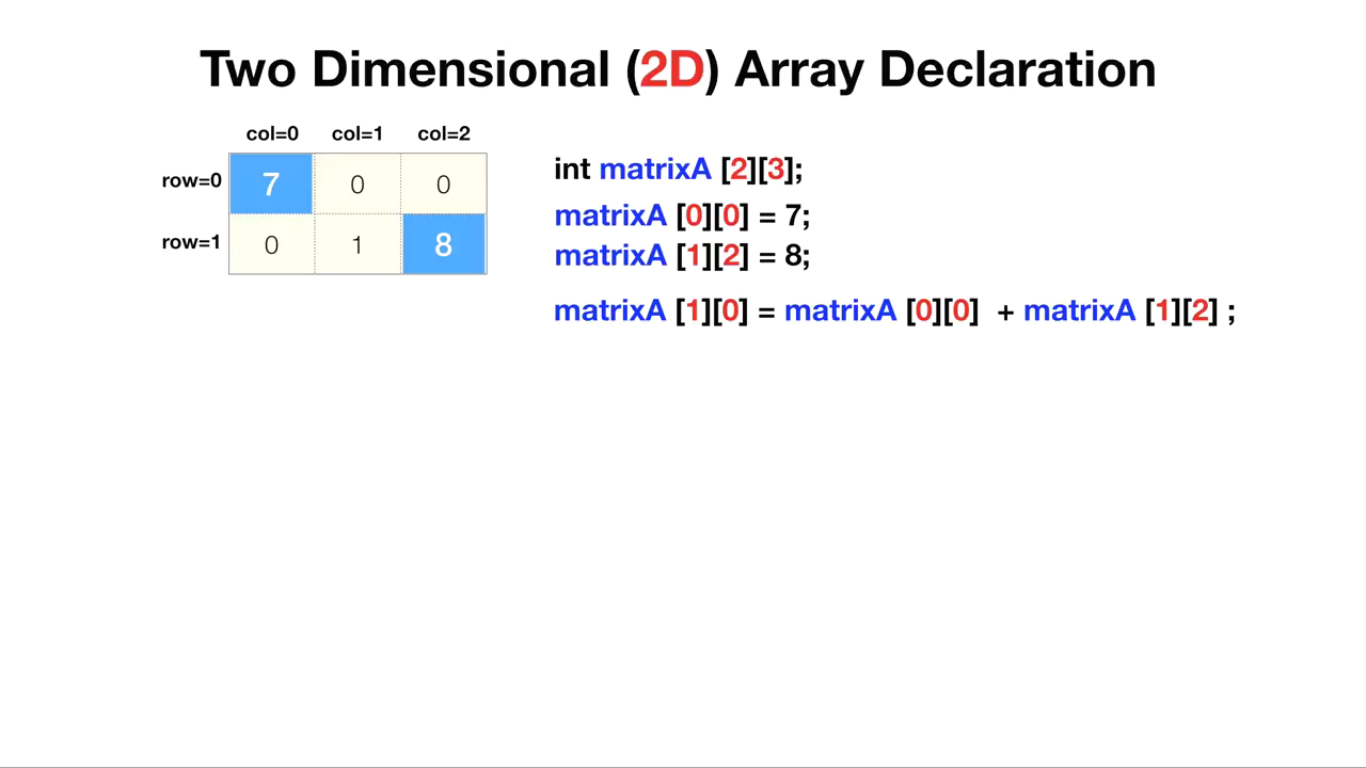 Two Dimensional (2D) Array Declaration
col=0 col=1 col=2
row=0 7 0 0
row=1 0 1 8
int matrixA [2][3];
matrixA [0][0] = 7;
matrixA [1][2] = 8;
matrixA [1][0] = matrixA [0][0] + matrixA [1][2] ;